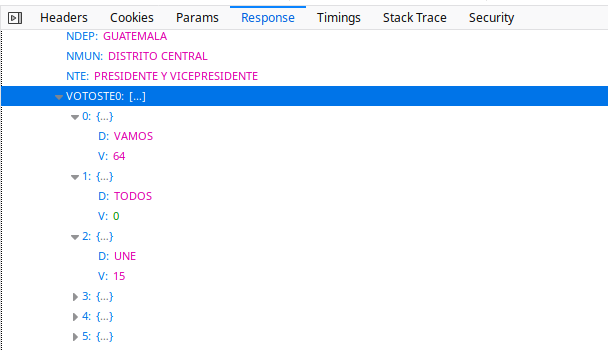 Headers Cookies Params Response Timings Stack Trace Security
NDEP: GUATEMALA
NMUN: DISTRITO CENTRAL
NTE: PRESIDENTE Y VICEPRESIDENTE
VOTOSTE0: [...]
0: {...}
D: VAMOS
V: 64
1: {...}
D: TODOS
V: 0
2: {...}
D: UNE
V: 15
3: {...}
4: {...}
5: {...}